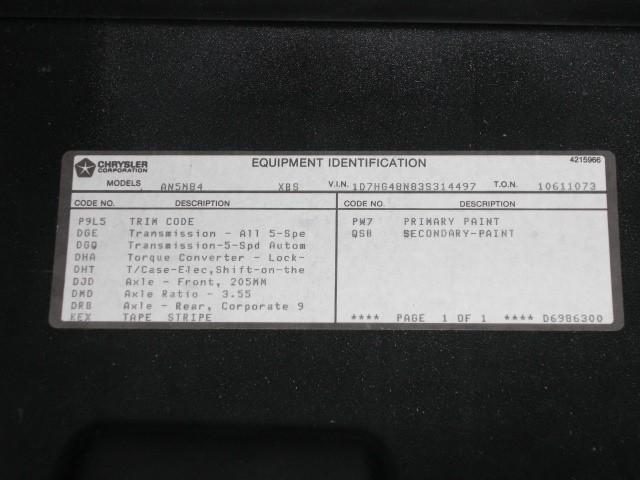 CHRYSLER CORPORATION EQUIPMENT IDENTIFICATION 4215966
MODELS AN5N84 XBS V.I.N. 1D7HG48N83S314497 T.O.N. 10611073
CODE NO. DESCRIPTION CODE NO. DESCRIPTION
P9L5 TRIM CODE PW7 PRIMARY PAINT
DGE Transmission - All 5-Spe QS8 SECONDARY-PAINT
DGQ Transmission-5-Spd Autom
DHA Torque Converter - Lock-
DHT T/Case-Elec,Shift-on-the
DJD Axle - Front, 205MM
DMD Axle Ratio - 3.55
DRB Axle - Rear, Corporate 9
KEX TAPE STRIPE **** PAGE 1 OF 1 **** D6986300